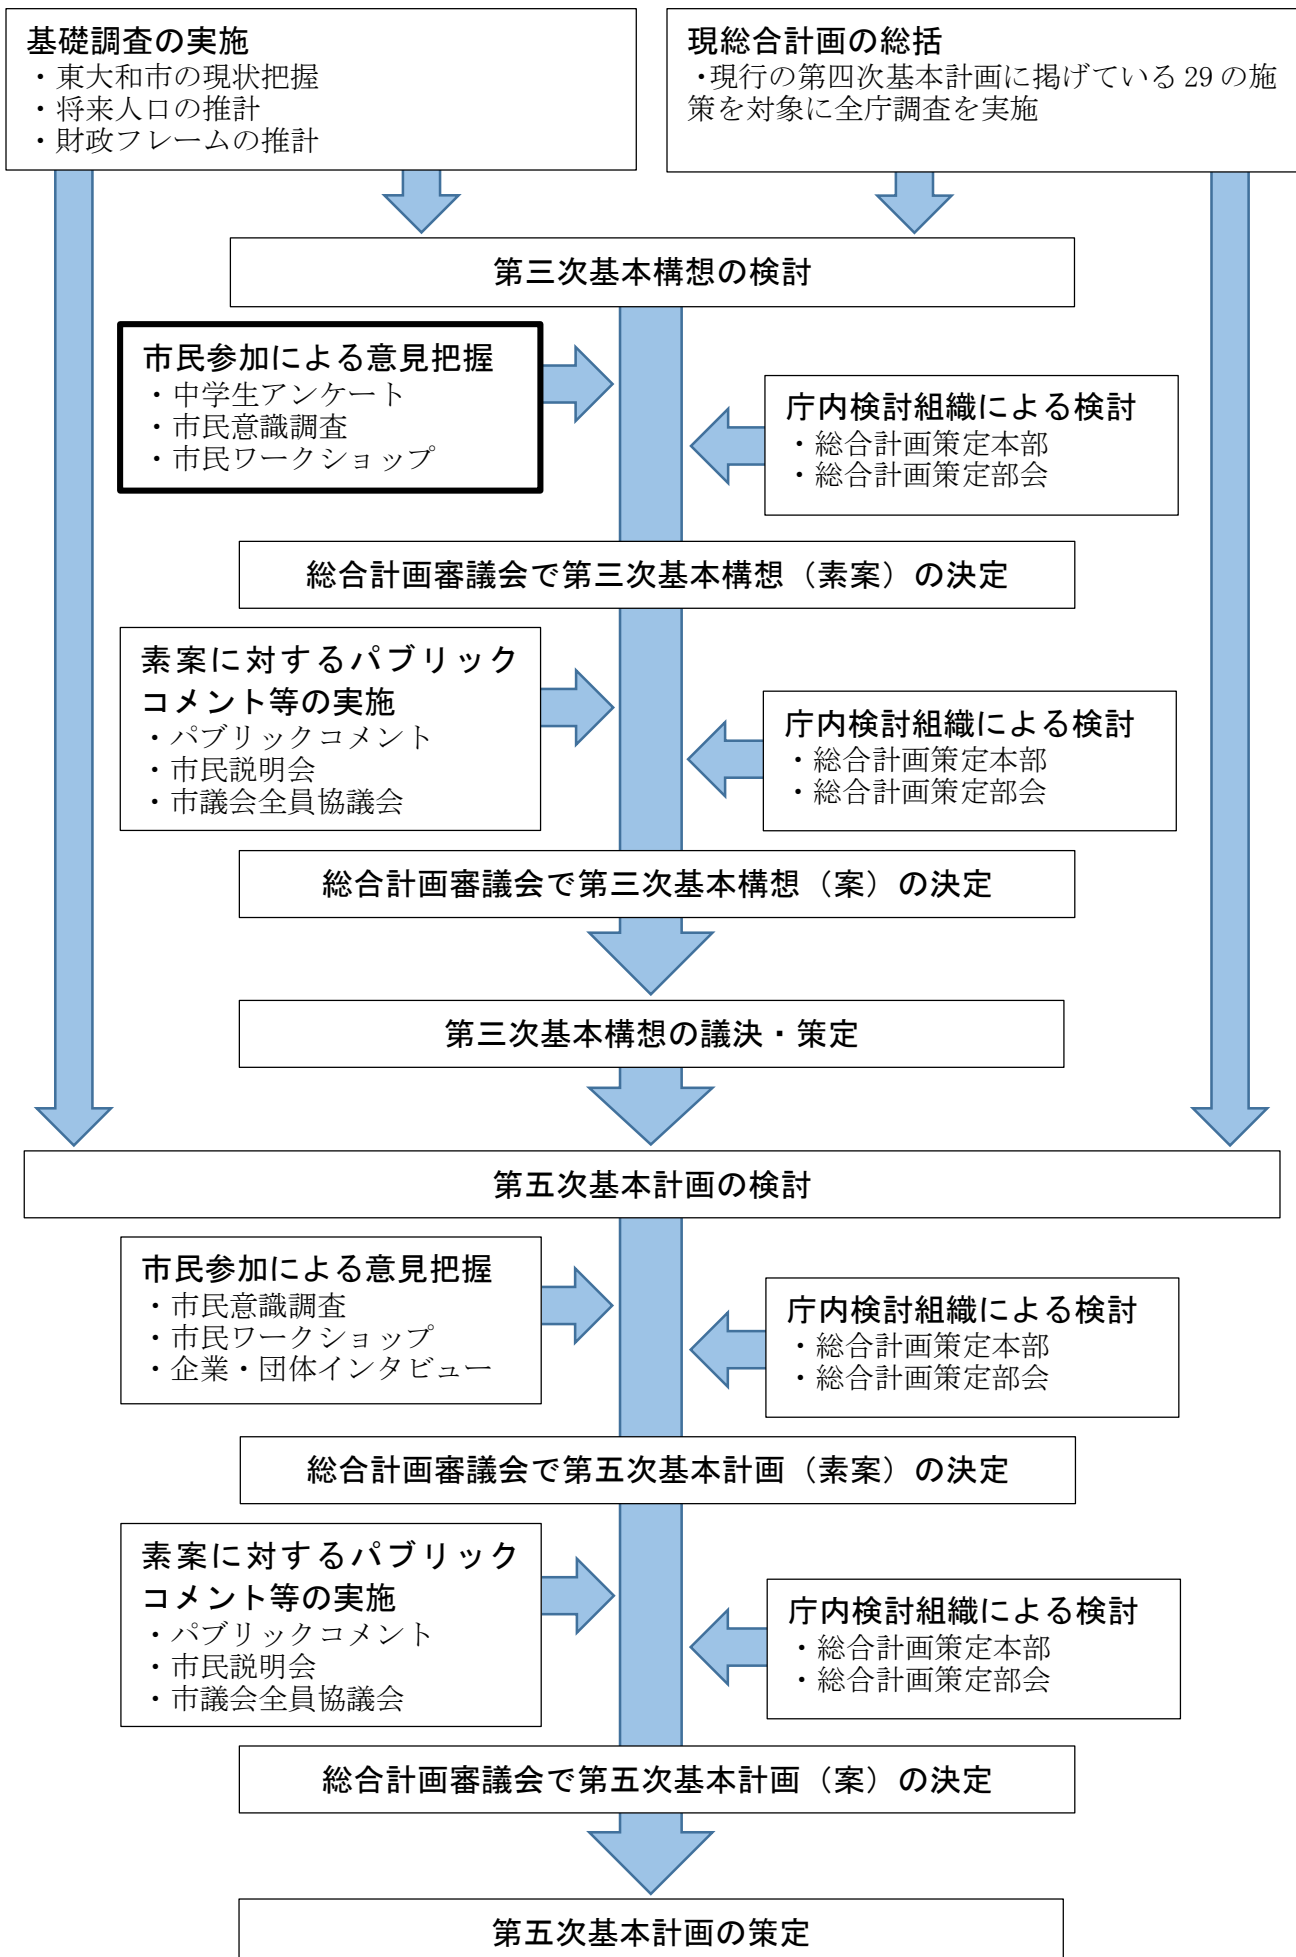 基礎調査の実施
・東大和市の現状把握
・将来人口の推計
・財政フレームの推計
現総合計画の総括
・現行の第四次基本計画に掲げている 29 の施
策を対象に全庁調査を実施
第三次基本構想の検討
市民参加による意見把握
・中学生アンケート
・市民意識調査
・市民ワークショップ
庁内検討組織による検討
・総合計画策定本部
・総合計画策定部会
総合計画審議会で第三次基本構想（素案）の決定
素案に対するパブリック
コメント等の実施
・パブリックコメント
・市民説明会
・市議会全員協議会
庁内検討組織による検討
・総合計画策定本部
・総合計画策定部会
総合計画審議会で第三次基本構想（案）の決定
第三次基本構想の議決・策定
第五次基本計画の検討
市民参加による意見把握
・市民意識調査
・市民ワークショップ
・企業・団体インタビュー
庁内検討組織による検討
・総合計画策定本部
・総合計画策定部会
総合計画審議会で第五次基本計画（素案）の決定
素案に対するパブリック
コメント等の実施
・パブリックコメント
・市民説明会
・市議会全員協議会
庁内検討組織による検討
・総合計画策定本部
・総合計画策定部会
総合計画審議会で第五次基本計画（案）の決定
第五次基本計画の策定